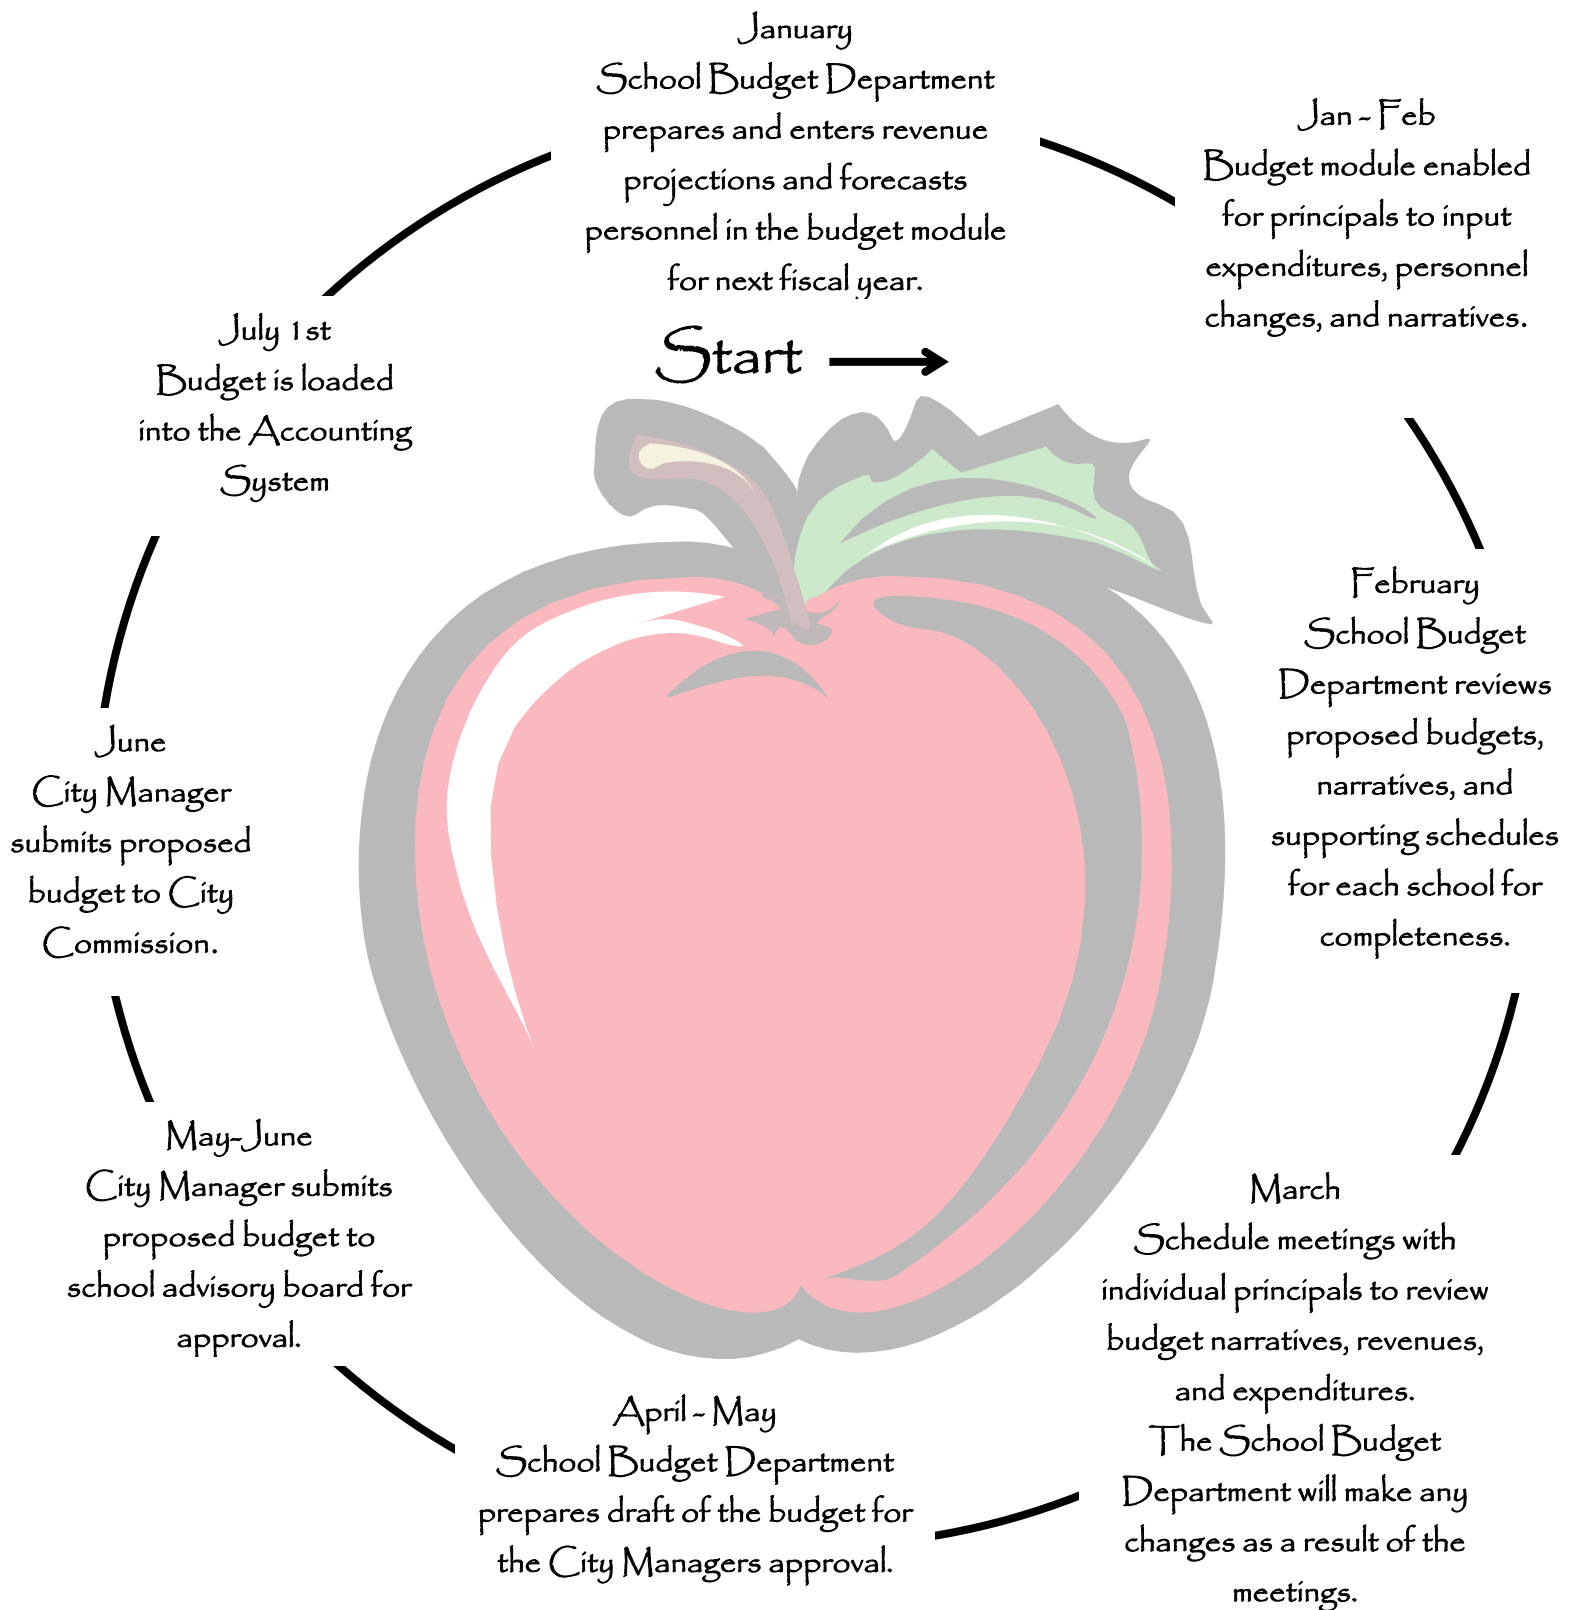 January
School Budget Department
prepares and enters revenue
projections and forecasts
personnel in the budget module
for next fiscal year.
Start
Jan - Feb
Budget module enabled
for principals to input
expenditures, personnel
changes, and narratives.
February
School Budget
Department reviews
proposed budgets,
narratives, and
supporting schedules
for each school for
completeness.
March
Schedule meetings with
individual principals to review
budget narratives, revenues,
and expenditures.
The School Budget
Department will make any
changes as a result of the
meetings.
April - May
School Budget Department
prepares draft of the budget for
the City Managers approval.
May-June
City Manager submits
proposed budget to
school advisory board for
approval.
June
City Manager
submits proposed
budget to City
Commission.
July 1st
Budget is loaded
into the Accounting
System